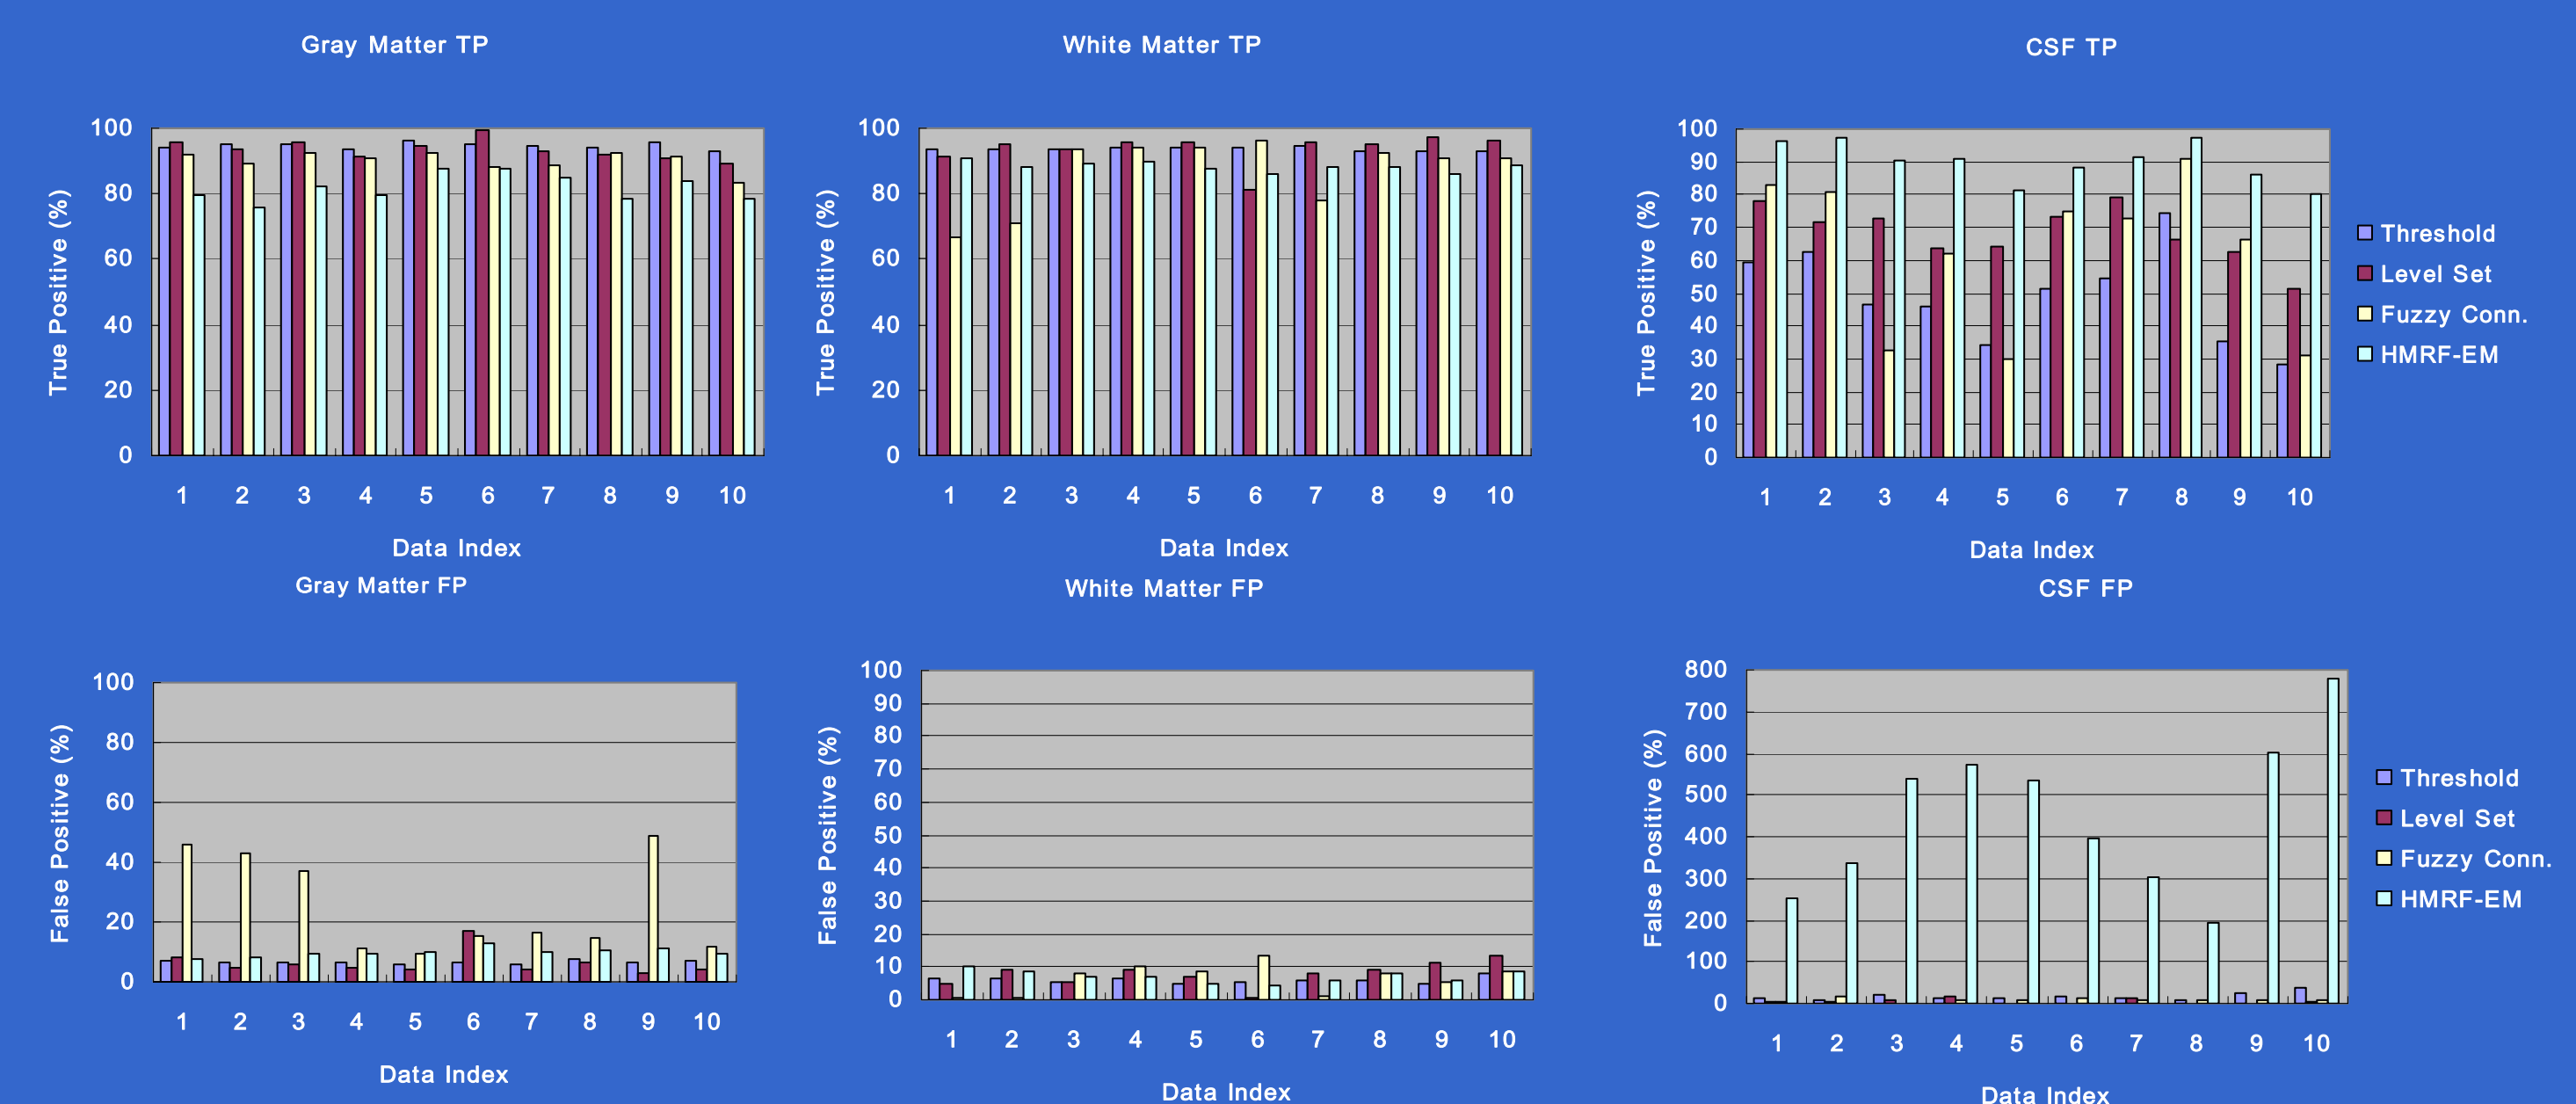 Gray Matter TP
True Positive (%)
100
80
60
40
20
0
1 2 3 4 5 6 7 8 9 10
Data Index
White Matter TP
True Positive (%)
100
80
60
40
20
0
1 2 3 4 5 6 7 8 9 10
Data Index
CSF TP
True Positive (%)
100
90
80
70
60
50
40
30
20
10
0
1 2 3 4 5 6 7 8 9 10
Data Index
Threshold
Level Set
Fuzzy Conn.
HMRF-EM
Gray Matter FP
False Positive (%)
100
80
60
40
20
0
1 2 3 4 5 6 7 8 9 10
Data Index
White Matter FP
False Positive (%)
100
90
80
70
60
50
40
30
20
10
0
1 2 3 4 5 6 7 8 9 10
Data Index
CSF FP
False Positive (%)
800
700
600
500
400
300
200
100
0
1 2 3 4 5 6 7 8 9 10
Data Index
Threshold
Level Set
Fuzzy Conn.
HMRF-EM